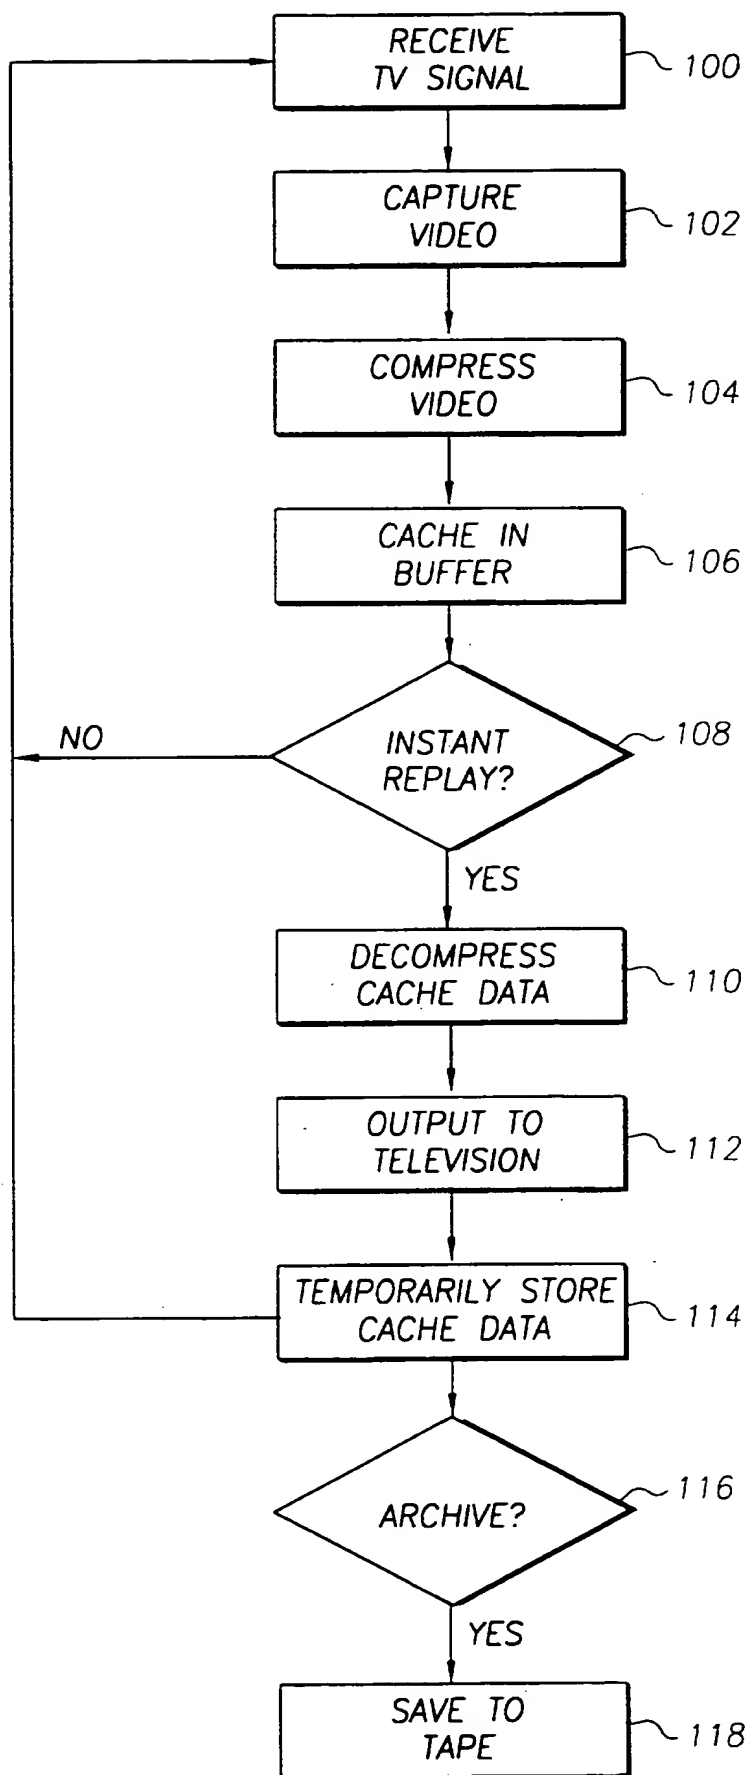 RECEIVE
TV SIGNAL
100
CAPTURE
VIDEO
102
COMPRESS
VIDEO
104
CACHE IN
BUFFER
106
NO
INSTANT
REPLAY?
108
YES
DECOMPRESS
CACHE DATA
110
OUTPUT TO
TELEVISION
112
TEMPORARILY STORE
CACHE DATA
114
ARCHIVE?
116
YES
SAVE TO
TAPE
118